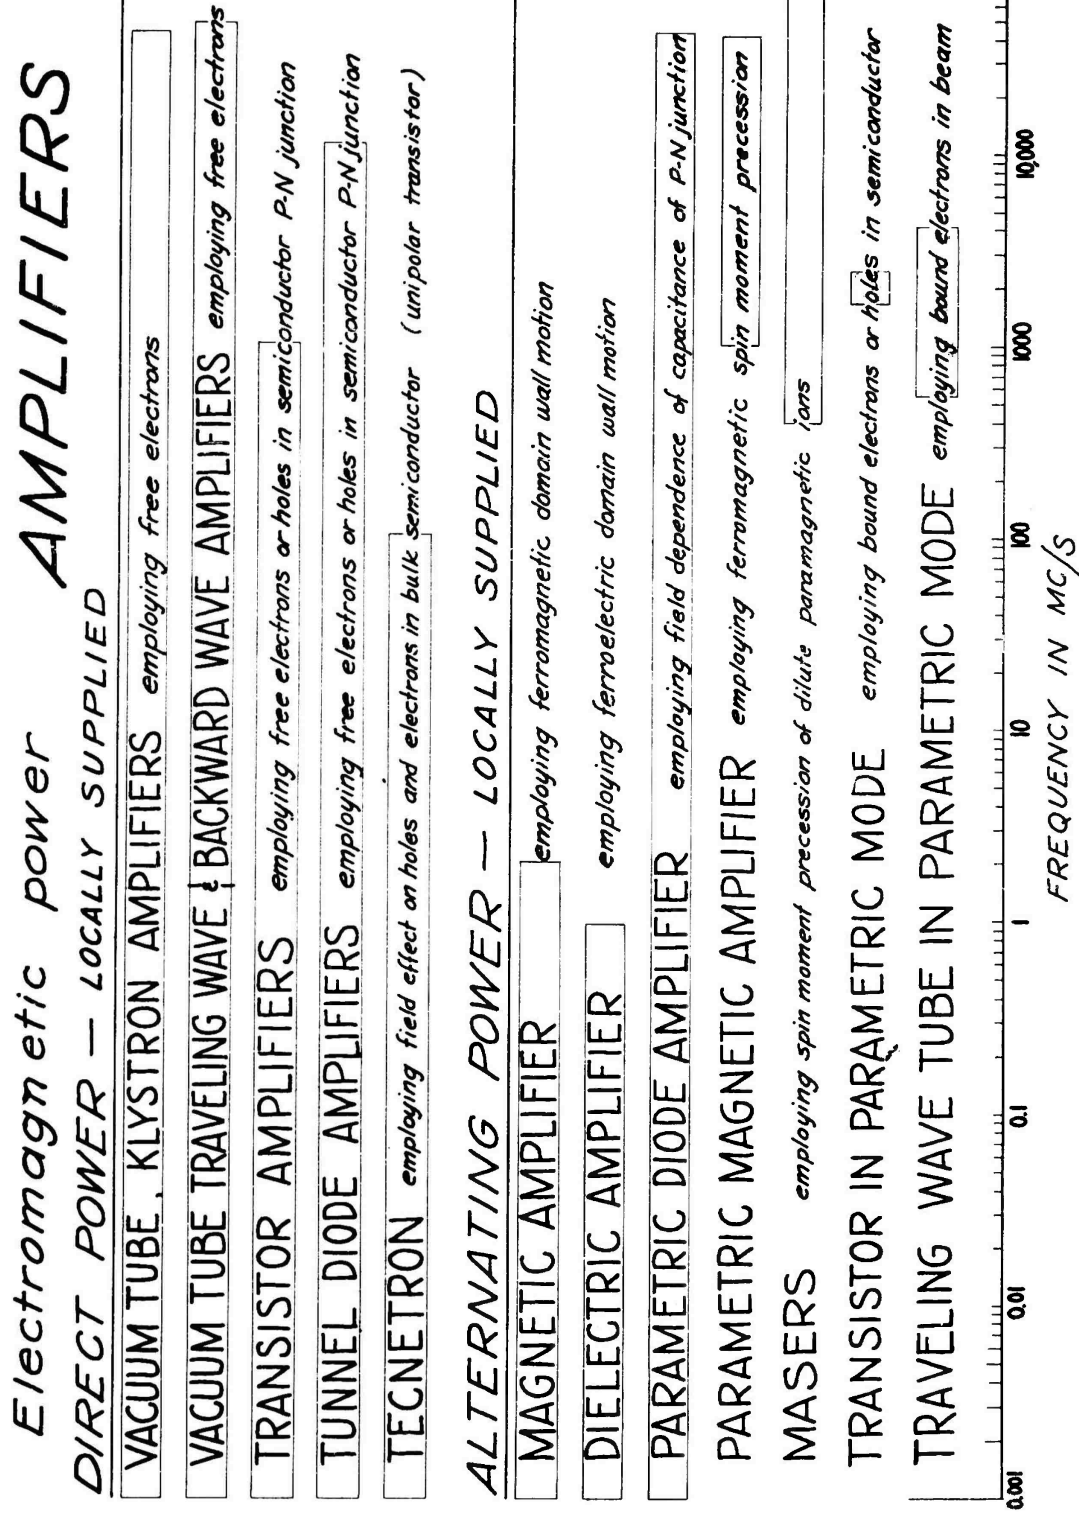 AMPLIFIERS
Electromagnetic power
DIRECT POWER — LOCALLY SUPPLIED
VACUUM TUBE, KLYSTRON AMPLIFIERS employing free electrons
VACUUM TUBE TRAVELING WAVE & BACKWARD WAVE AMPLIFIERS employing free electrons
TRANSISTOR AMPLIFIERS employing free electrons or holes in semiconductor P-N junction
TUNNEL DIODE AMPLIFIERS employing free electrons or holes in semiconductor P-N junction
TECNETRON employing field effect on holes and electrons in bulk semiconductor (unipolar transistor)
ALTERNATING POWER — LOCALLY SUPPLIED
MAGNETIC AMPLIFIER employing ferromagnetic domain wall motion
DIELECTRIC AMPLIFIER employing ferroelectric domain wall motion
PARAMETRIC DIODE AMPLIFIER employing field dependence of capacitance of P-N junction
PARAMETRIC MAGNETIC AMPLIFIER employing ferromagnetic spin moment precession
MASERS employing spin moment precession of dilute paramagnetic ions
TRANSISTOR IN PARAMETRIC MODE employing bound electrons or holes in semiconductor
TRAVELING WAVE TUBE IN PARAMETRIC MODE employing bound electrons in beam
0.001 0.01 0.1 1 10 100 1000 10,000
FREQUENCY IN MC/S